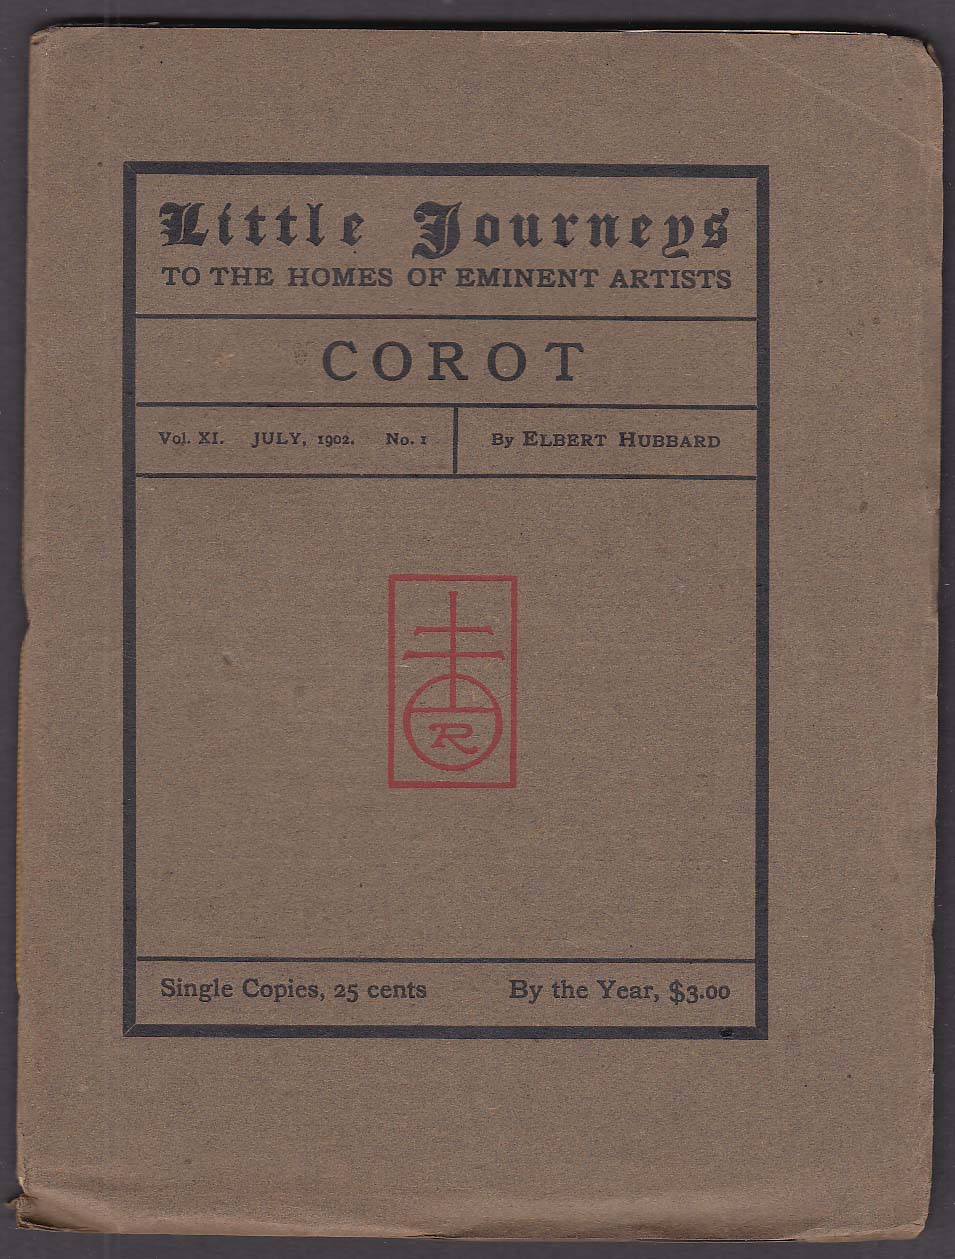 Little Journeys
TO THE HOMES OF EMINENT ARTISTS
COROT
Vol. XI. JULY, 1902. No. 1
By ELBERT HUBBARD
R
Single Copies, 25 cents
By the Year, $3.00